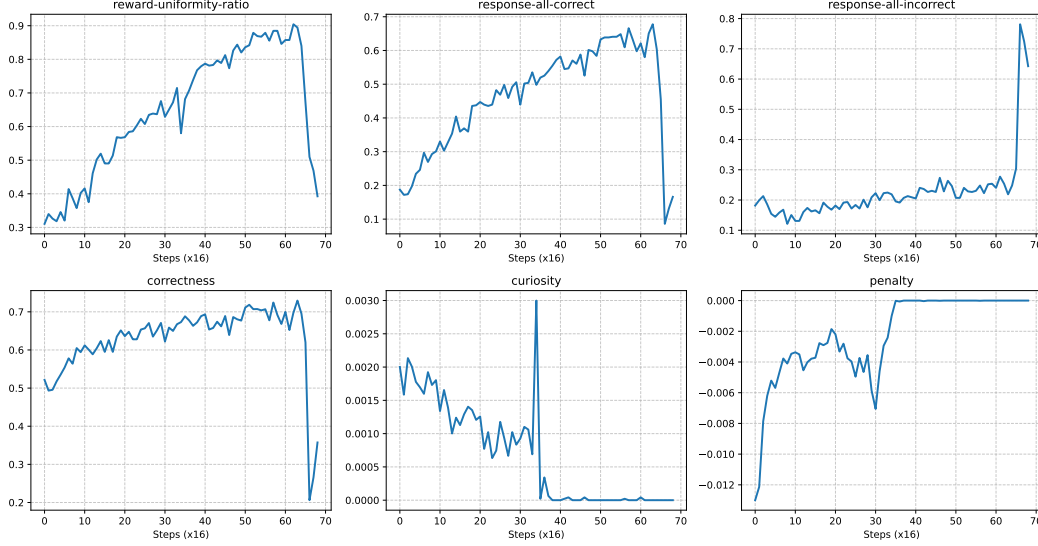 reward-uniformity-ratio
0.9
0.8
0.7
0.6
0.5
0.4
0.3
0 10 20 30 40 50 60 70
Steps (x16)
response-all-correct
0.7
0.6
0.5
0.4
0.3
0.2
0.1
0 10 20 30 40 50 60 70
Steps (x16)
response-all-incorrect
0.8
0.7
0.6
0.5
0.4
0.3
0.2
0.1
0 10 20 30 40 50 60 70
Steps (x16)
correctness
0.7
0.6
0.5
0.4
0.3
0.2
0 10 20 30 40 50 60 70
Steps (x16)
curiosity
0.0030
0.0025
0.0020
0.0015
0.0010
0.0005
0.0000
0 10 20 30 40 50 60 70
Steps (x16)
penalty
0.000
−0.002
−0.004
−0.006
−0.008
−0.010
−0.012
0 10 20 30 40 50 60 70
Steps (x16)